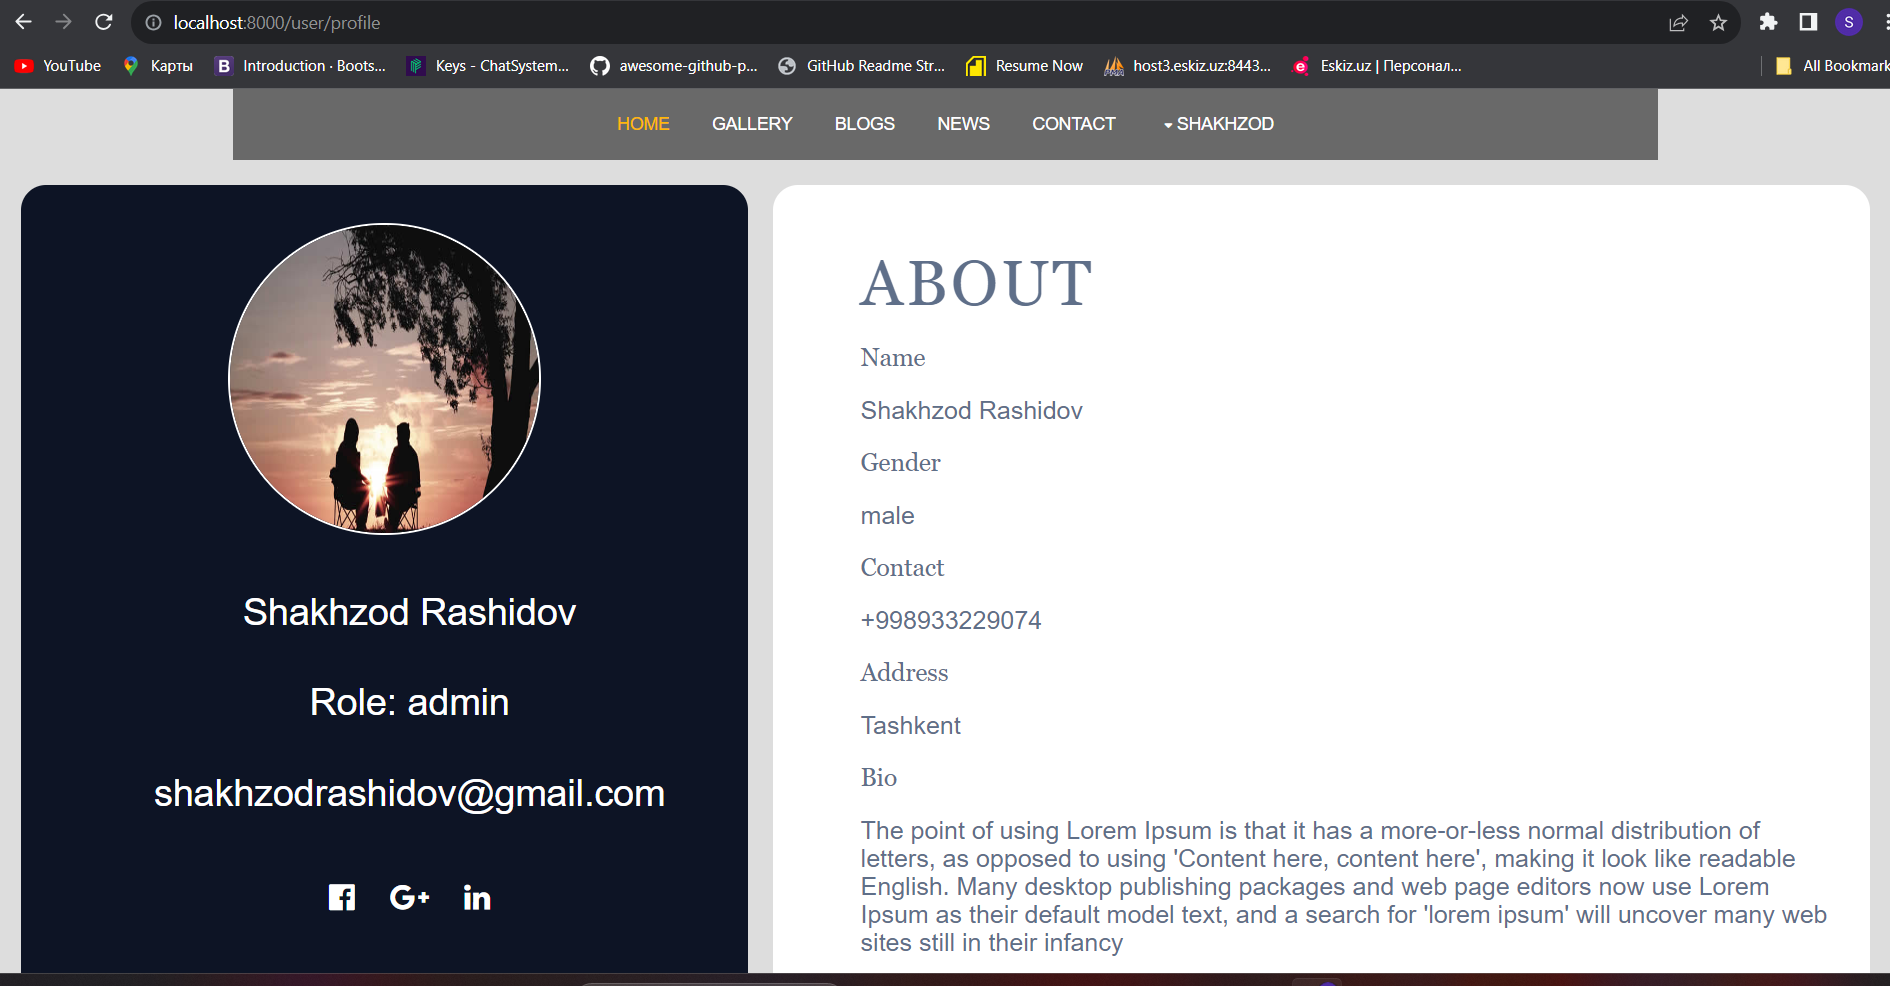 localhost:8000/user/profile
S
YouTube
Карты
Introduction · Boots...
Keys - ChatSystem...
awesome-github-p...
GitHub Readme Str...
Resume Now
host3.eskiz.uz:8443...
Eskiz.uz | Персонал...
All Bookmark
HOME
GALLERY
BLOGS
NEWS
CONTACT
SHAKHZOD
Shakhzod Rashidov
Role: admin
shakhzodrashidov@gmail.com
ABOUT
Name
Shakhzod Rashidov
Gender
male
Contact
+998933229074
Address
Tashkent
Bio
The point of using Lorem Ipsum is that it has a more-or-less normal distribution of
letters, as opposed to using 'Content here, content here', making it look like readable
English. Many desktop publishing packages and web page editors now use Lorem
Ipsum as their default model text, and a search for 'lorem ipsum' will uncover many web
sites still in their infancy